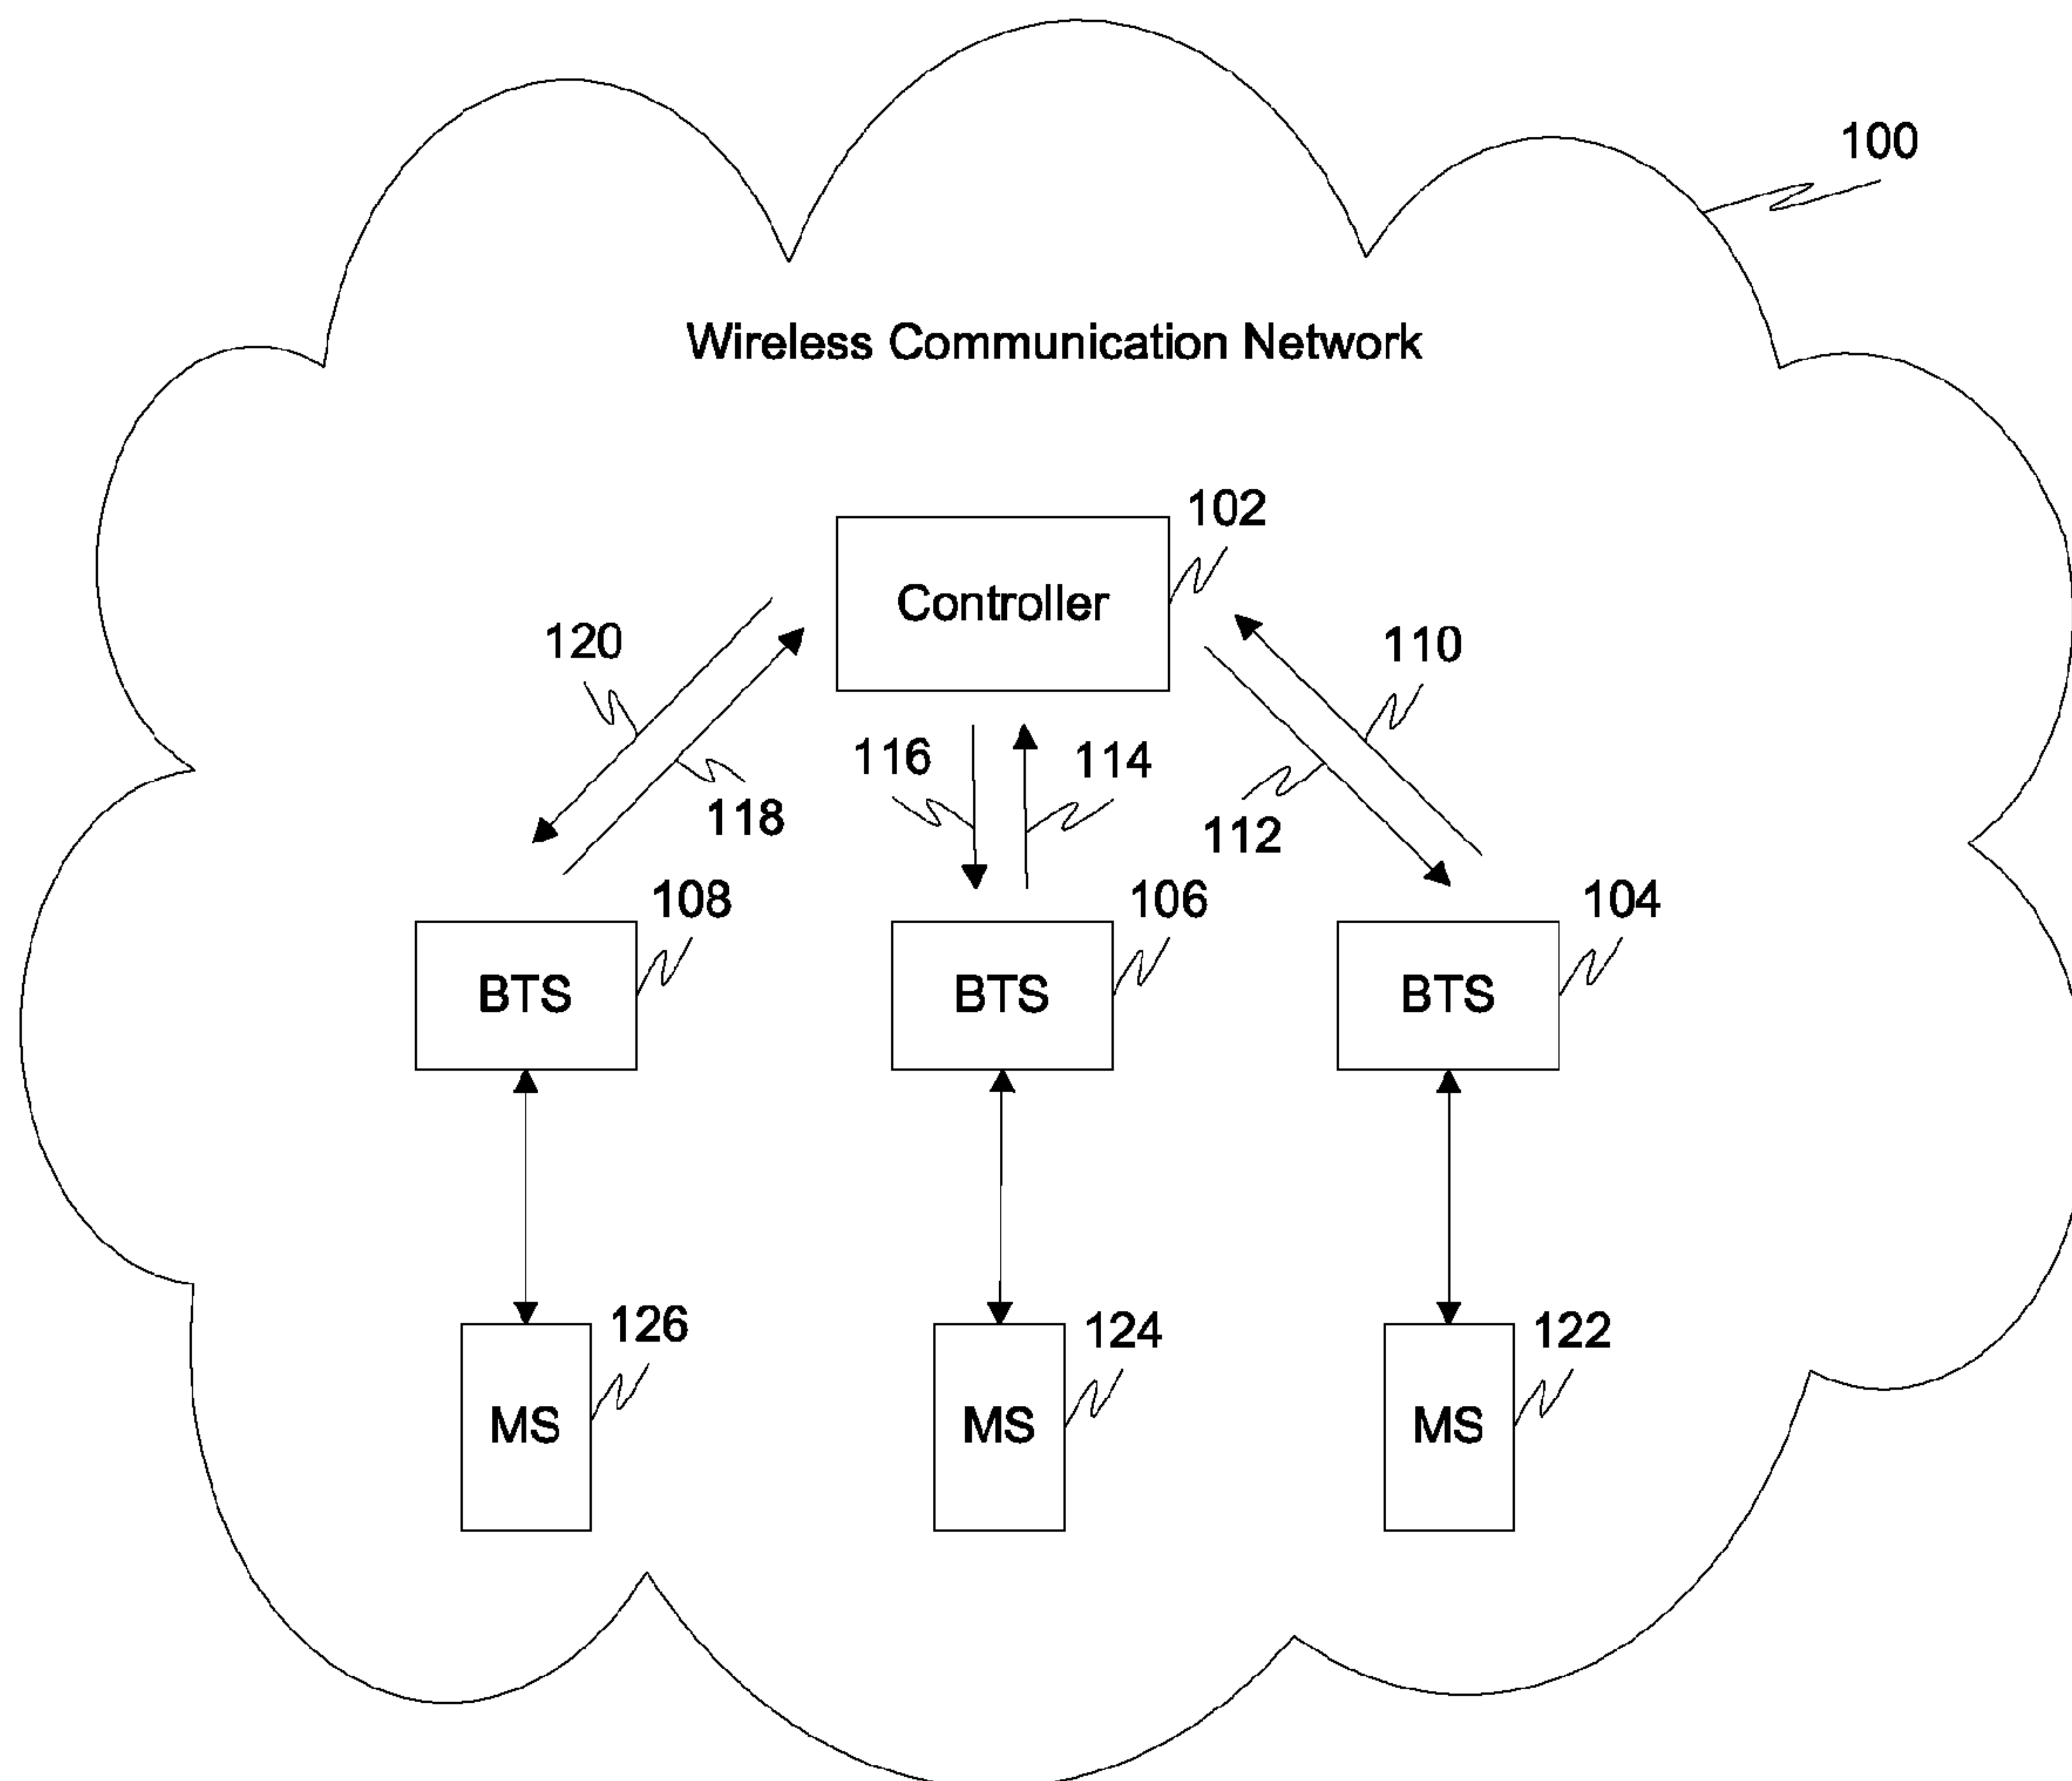 100
Wireless Communication Network
102
Controller
120
110
116
114
118
112
108
106
104
BTS
BTS
BTS
126
124
122
MS
MS
MS